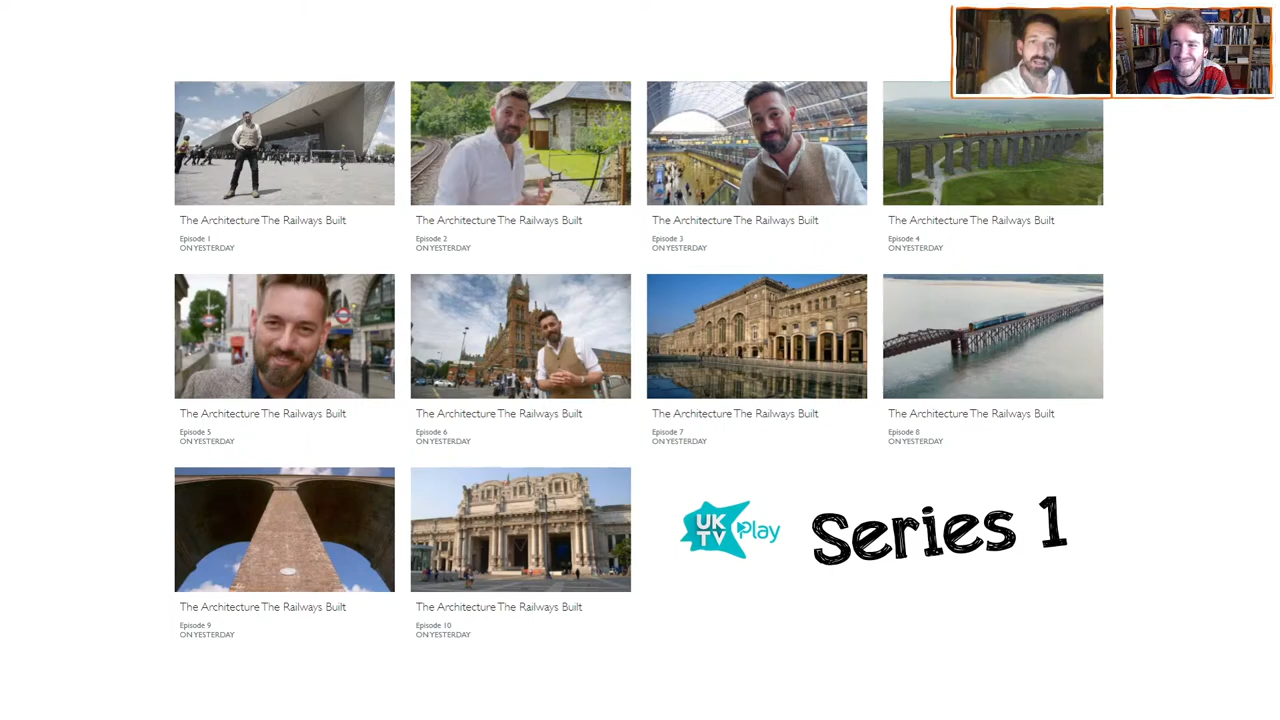 The Architecture The Railways Built
Episode 1
ON YESTERDAY
The Architecture The Railways Built
Episode 2
ON YESTERDAY
The Architecture The Railways Built
Episode 3
ON YESTERDAY
The Architecture The Railways Built
Episode 4
ON YESTERDAY
The Architecture The Railways Built
Episode 5
ON YESTERDAY
The Architecture The Railways Built
Episode 6
ON YESTERDAY
The Architecture The Railways Built
Episode 7
ON YESTERDAY
The Architecture The Railways Built
Episode 8
ON YESTERDAY
The Architecture The Railways Built
Episode 9
ON YESTERDAY
The Architecture The Railways Built
Episode 10
ON YESTERDAY
UK
TV Play
Series 1